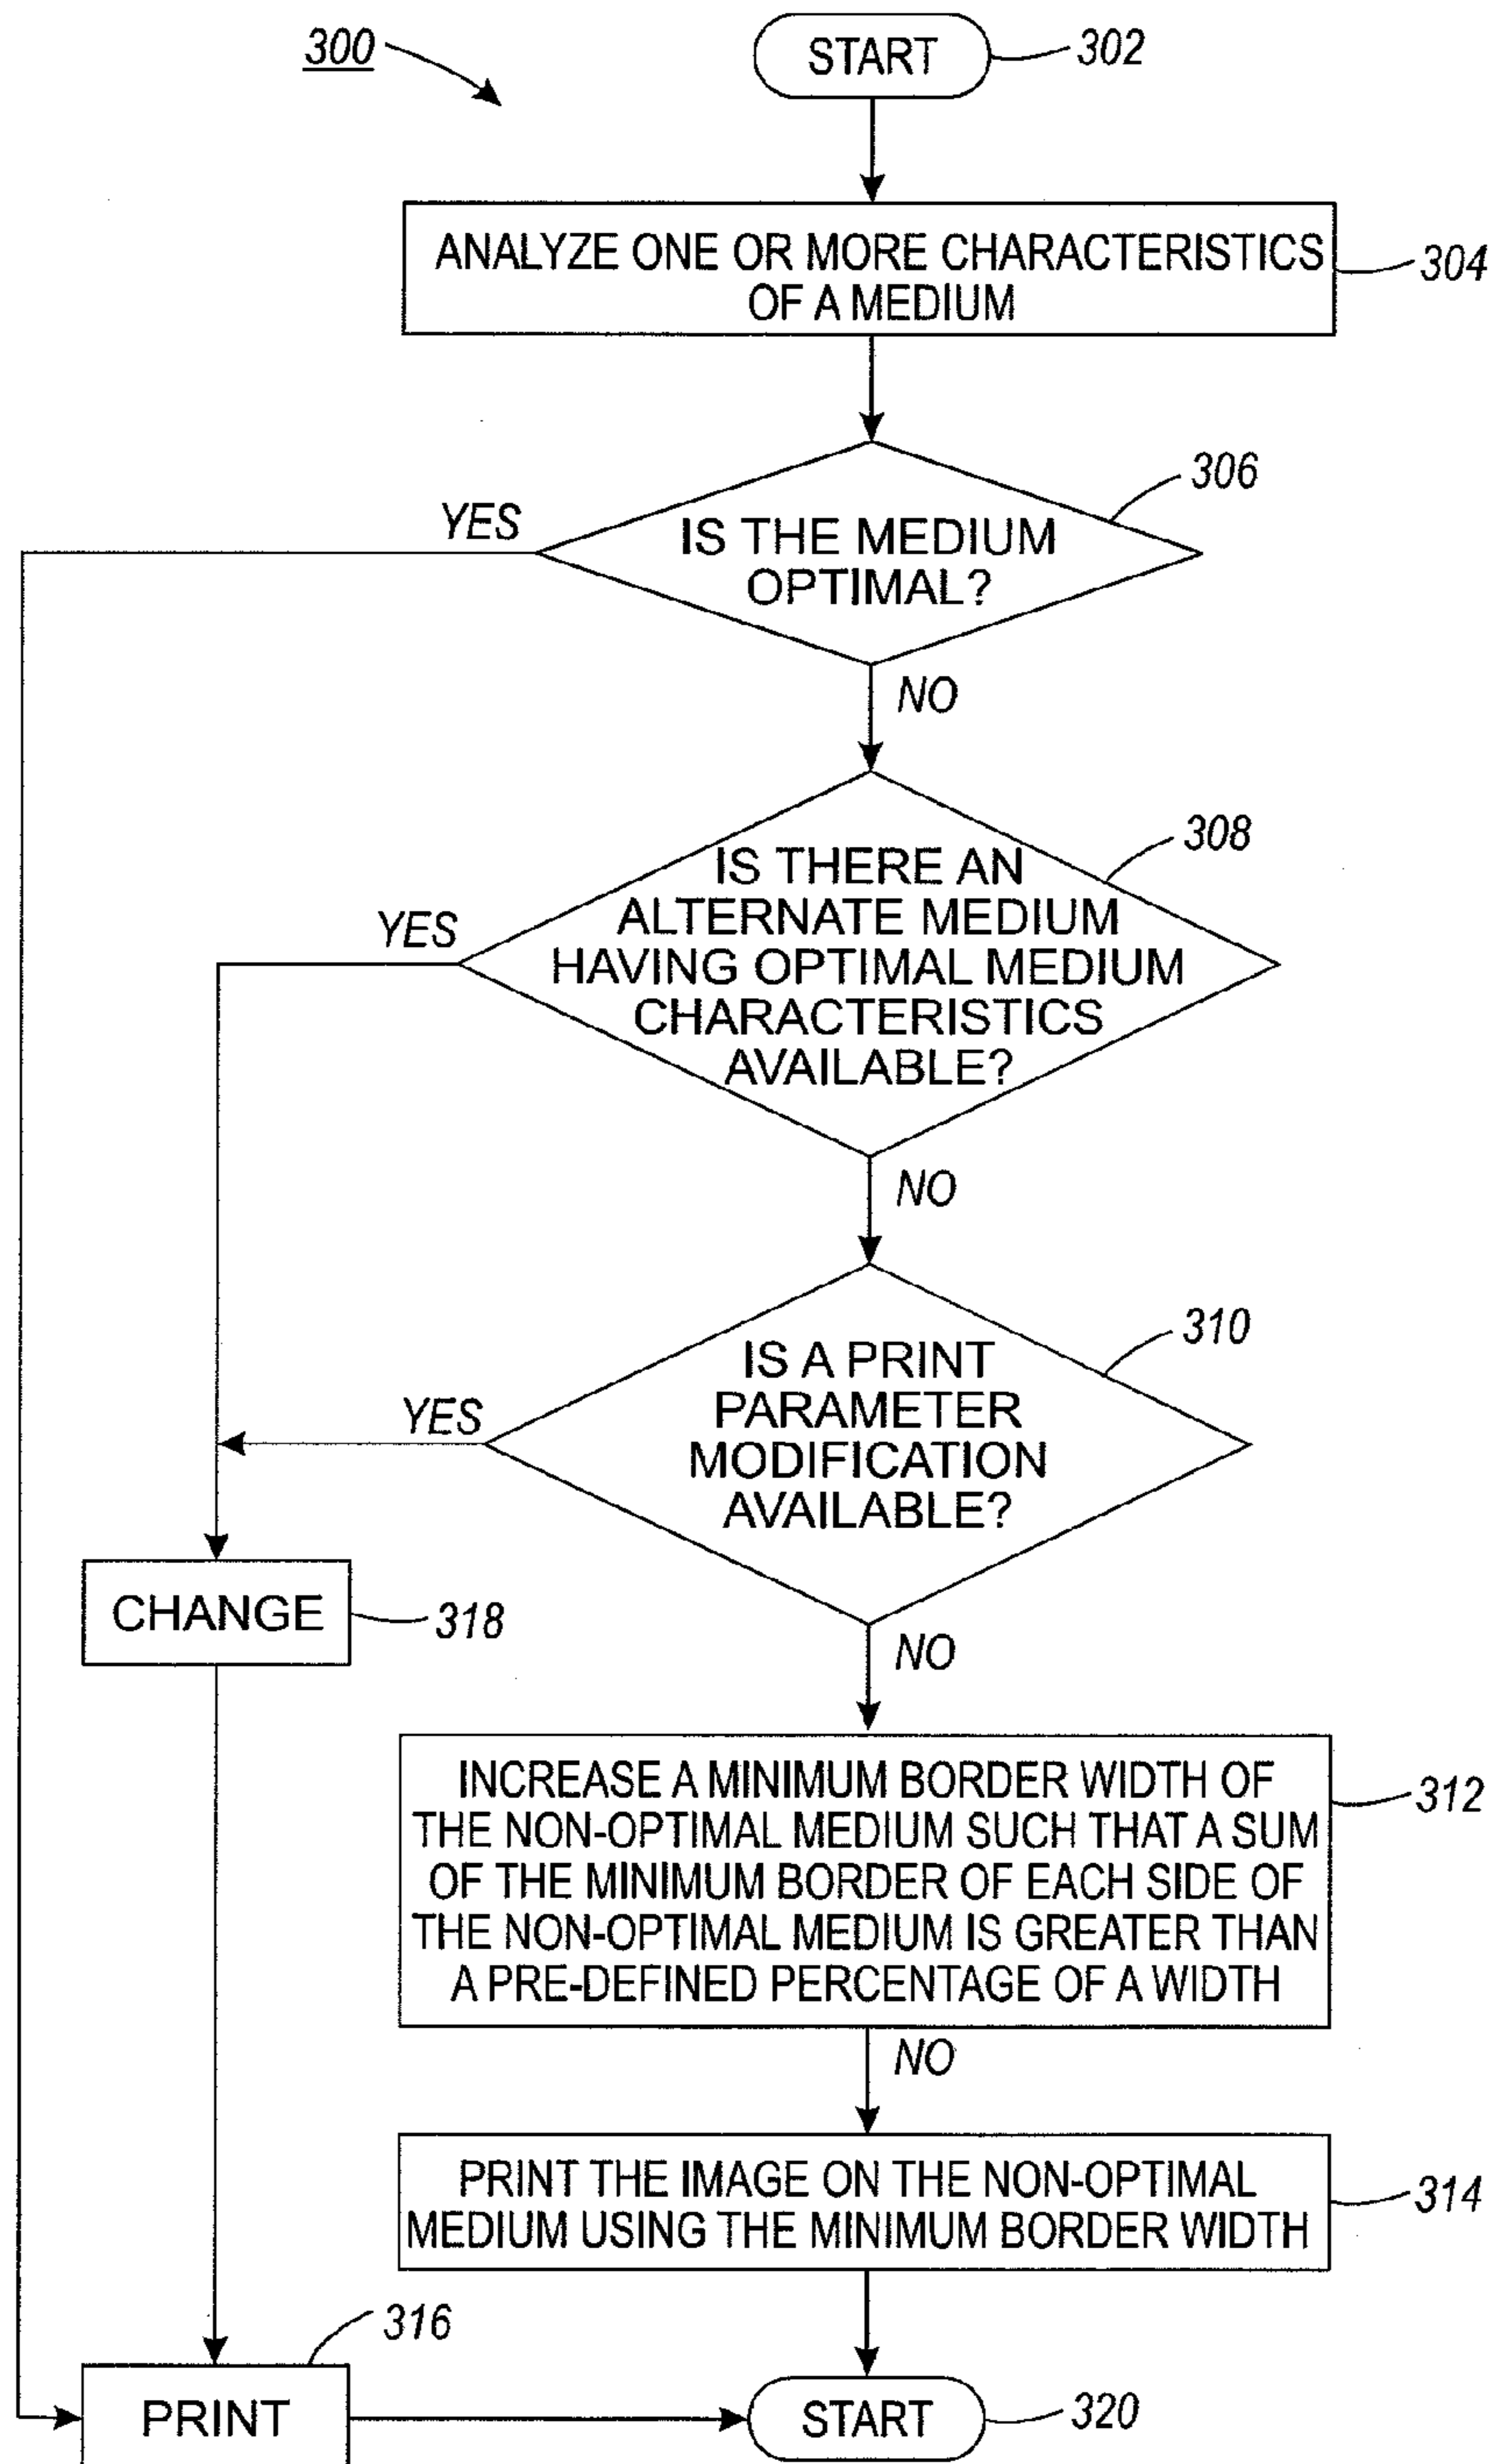 300
START
302
ANALYZE ONE OR MORE CHARACTERISTICS
OF A MEDIUM
304
306
YES
IS THE MEDIUM
OPTIMAL?
NO
308
YES
IS THERE AN
ALTERNATE MEDIUM
HAVING OPTIMAL MEDIUM
CHARACTERISTICS
AVAILABLE?
NO
310
YES
IS A PRINT
PARAMETER
MODIFICATION
AVAILABLE?
CHANGE
318
NO
INCREASE A MINIMUM BORDER WIDTH OF
THE NON-OPTIMAL MEDIUM SUCH THAT A SUM
OF THE MINIMUM BORDER OF EACH SIDE OF
THE NON-OPTIMAL MEDIUM IS GREATER THAN
A PRE-DEFINED PERCENTAGE OF A WIDTH
312
NO
PRINT THE IMAGE ON THE NON-OPTIMAL
MEDIUM USING THE MINIMUM BORDER WIDTH
314
316
PRINT
START
320